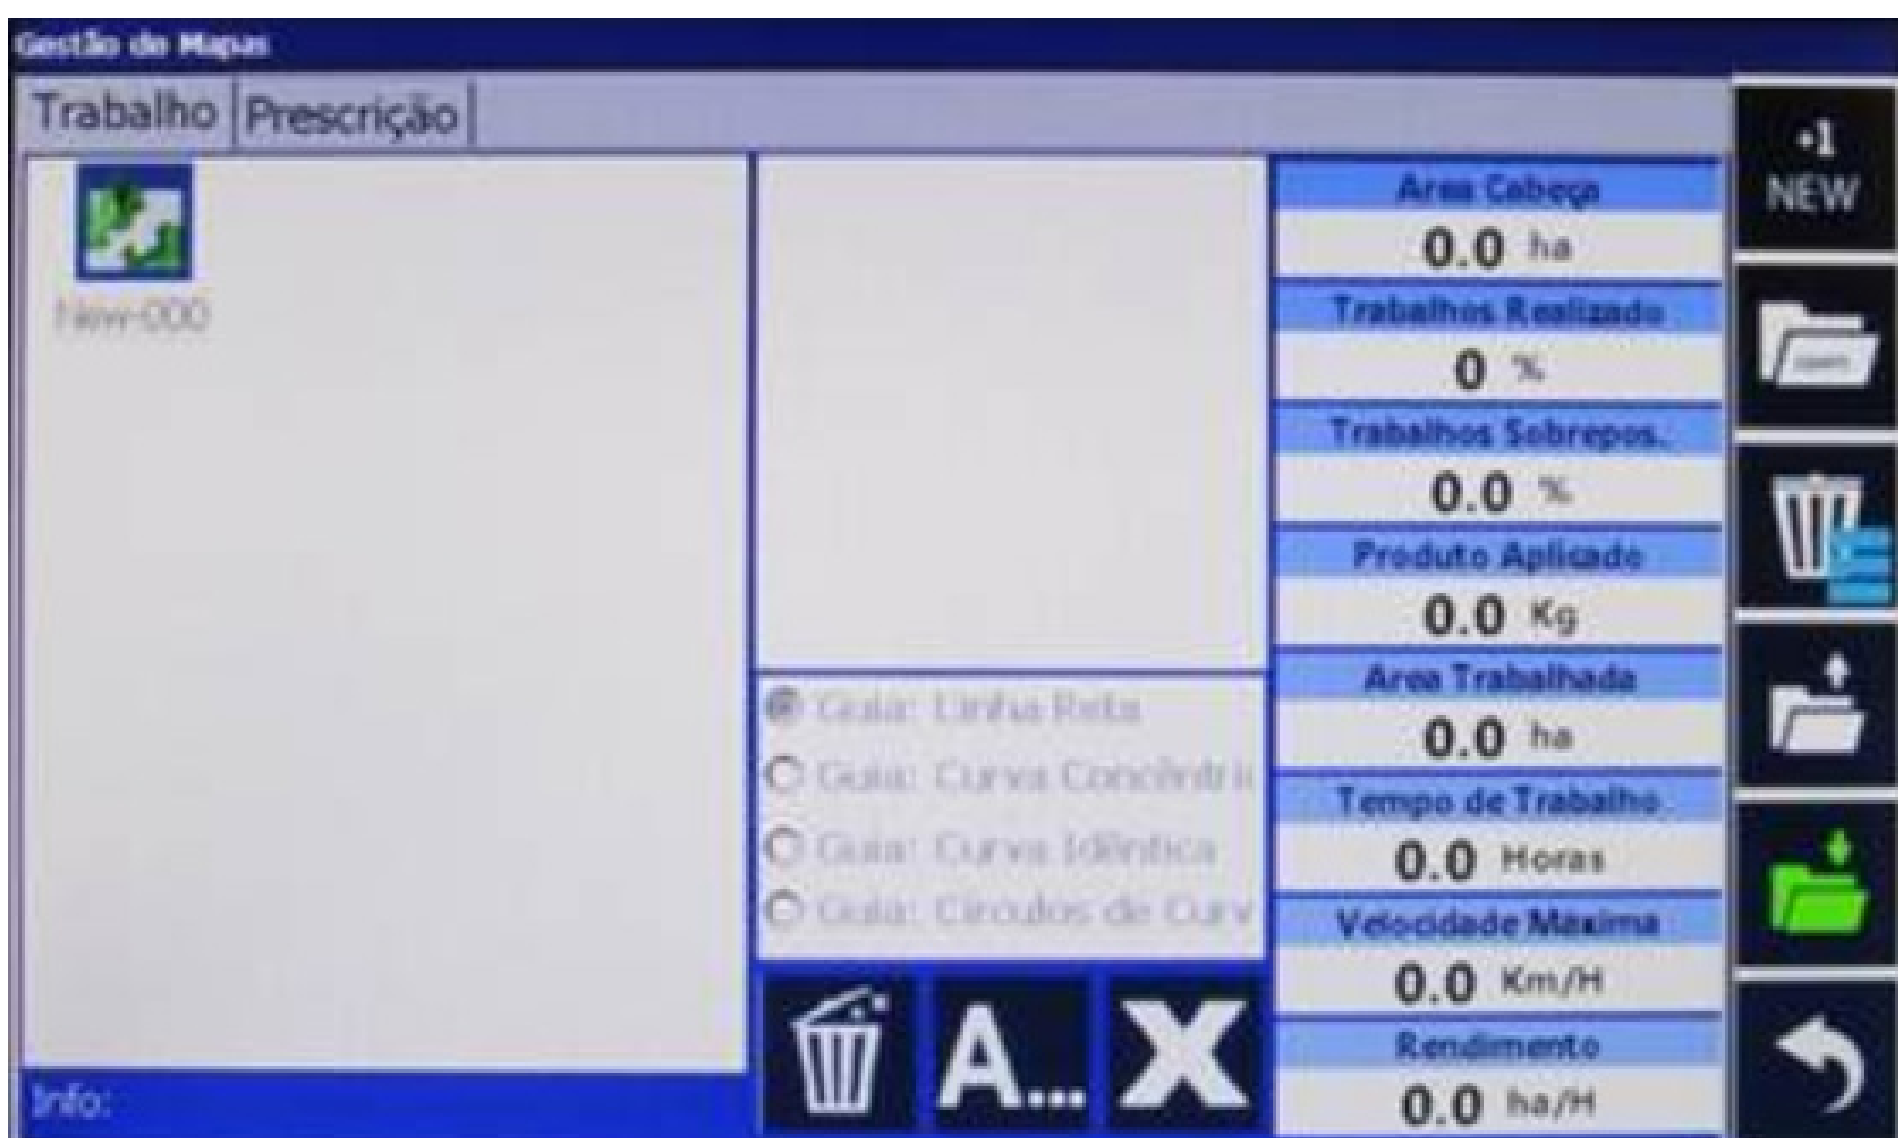 Gestão de Mapas
Trabalho
Prescrição
New-000
Guia: Linha Reta
Guia: Curva Concêntric
Guia: Curva Idêntica
Guia: Círculos de Curv
A...
X
Info:
Area Cabeça
0.0 ha
Trabalhos Realizado
0 %
Trabalhos Sobrepos.
0.0 %
Produto Aplicado
0.0 Kg
Area Trabalhada
0.0 ha
Tempo de Trabalho
0.0 Horas
Velocidade Maxima
0.0 Km/H
Rendimento
0.0 ha/H
+1
NEW